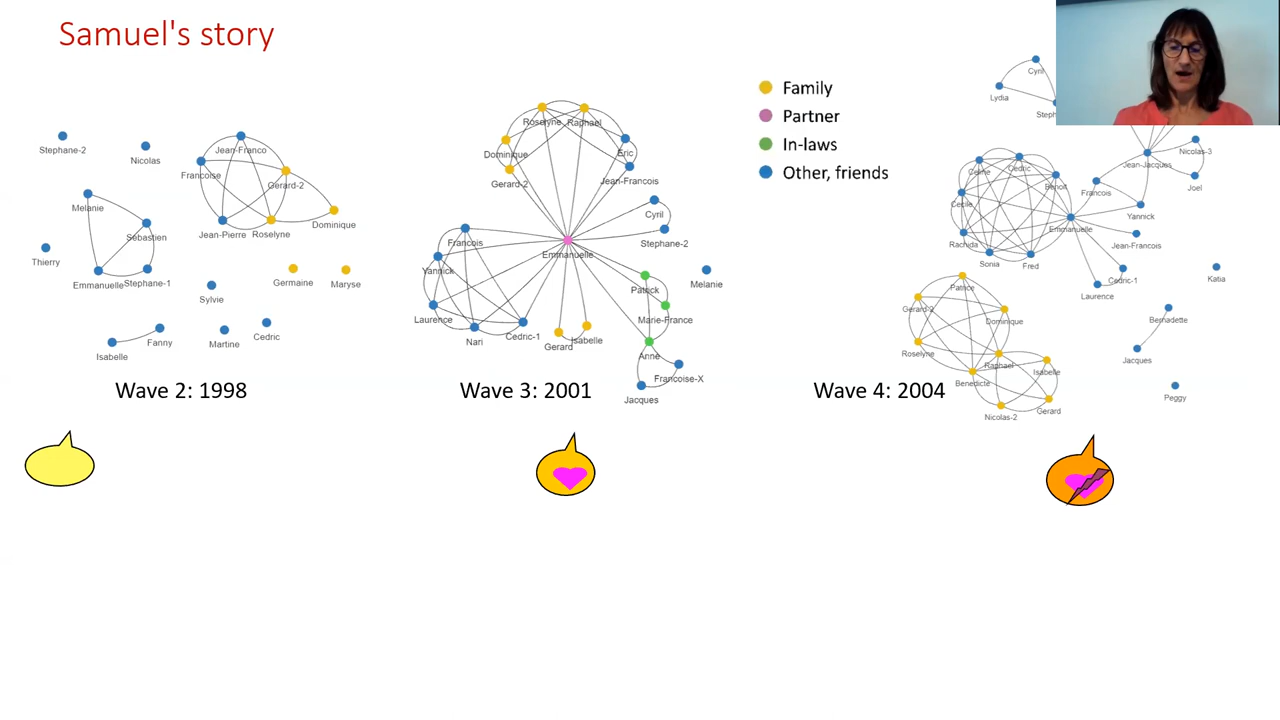 Samuel's story
Family
Partner
In-laws
Other, friends
Stephane-2
Nicolas
Jean-Franco
Francoise
Gerard-2
Melanie
Sebastien
Jean-Pierre
Roselyne
Dominique
Thierry
Emmanuelle
Stephane-1
Germaine
Maryse
Sylvie
Isabelle
Fanny
Martine
Cedric
Wave 2: 1998
Roselyne
Raphael
Dominique
Eric
Gerard-2
Jean-Francois
Cyril
Francois
Stephane-2
Emmanuelle
Yannick
Melanie
Patrick
Laurence
Marie-France
Nari
Cedric-1
Gerard
Isabelle
Anne
Francoise-X
Jacques
Wave 3: 2001
Cyril
Lydia
Steph
Jean-Jacques
Nicolas-3
Celine
Cedric
Benoit
Francois
Joel
Cecile
Yannick
Emmanuelle
Rachida
Jean-Francois
Sonia
Fred
Cedric-1
Katia
Laurence
Patrice
Gerard-2
Dominique
Bernadette
Roselyne
Raphael
Isabelle
Jacques
Benedicte
Peggy
Nicolas-2
Gerard
Wave 4: 2004